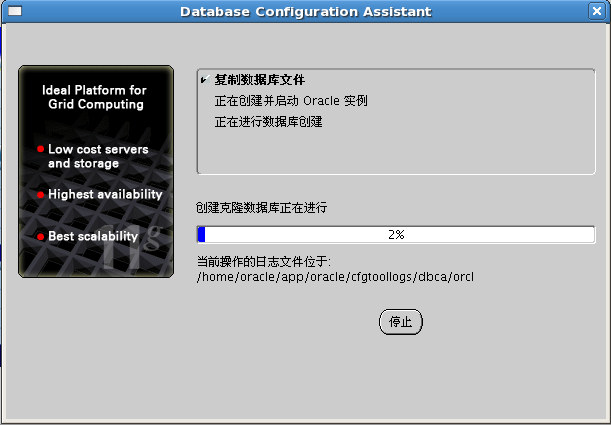 Database Configuration Assistant
Ideal Platform for
Grid Computing
Low cost servers
and storage
Highest availability
Best scalability
11g
复制数据库文件
正在创建并启动 Oracle 实例
正在进行数据库创建
创建克隆数据库正在进行
2%
当前操作的日志文件位于:
/home/oracle/app/oracle/cfgtoollogs/dbca/orcl
停止